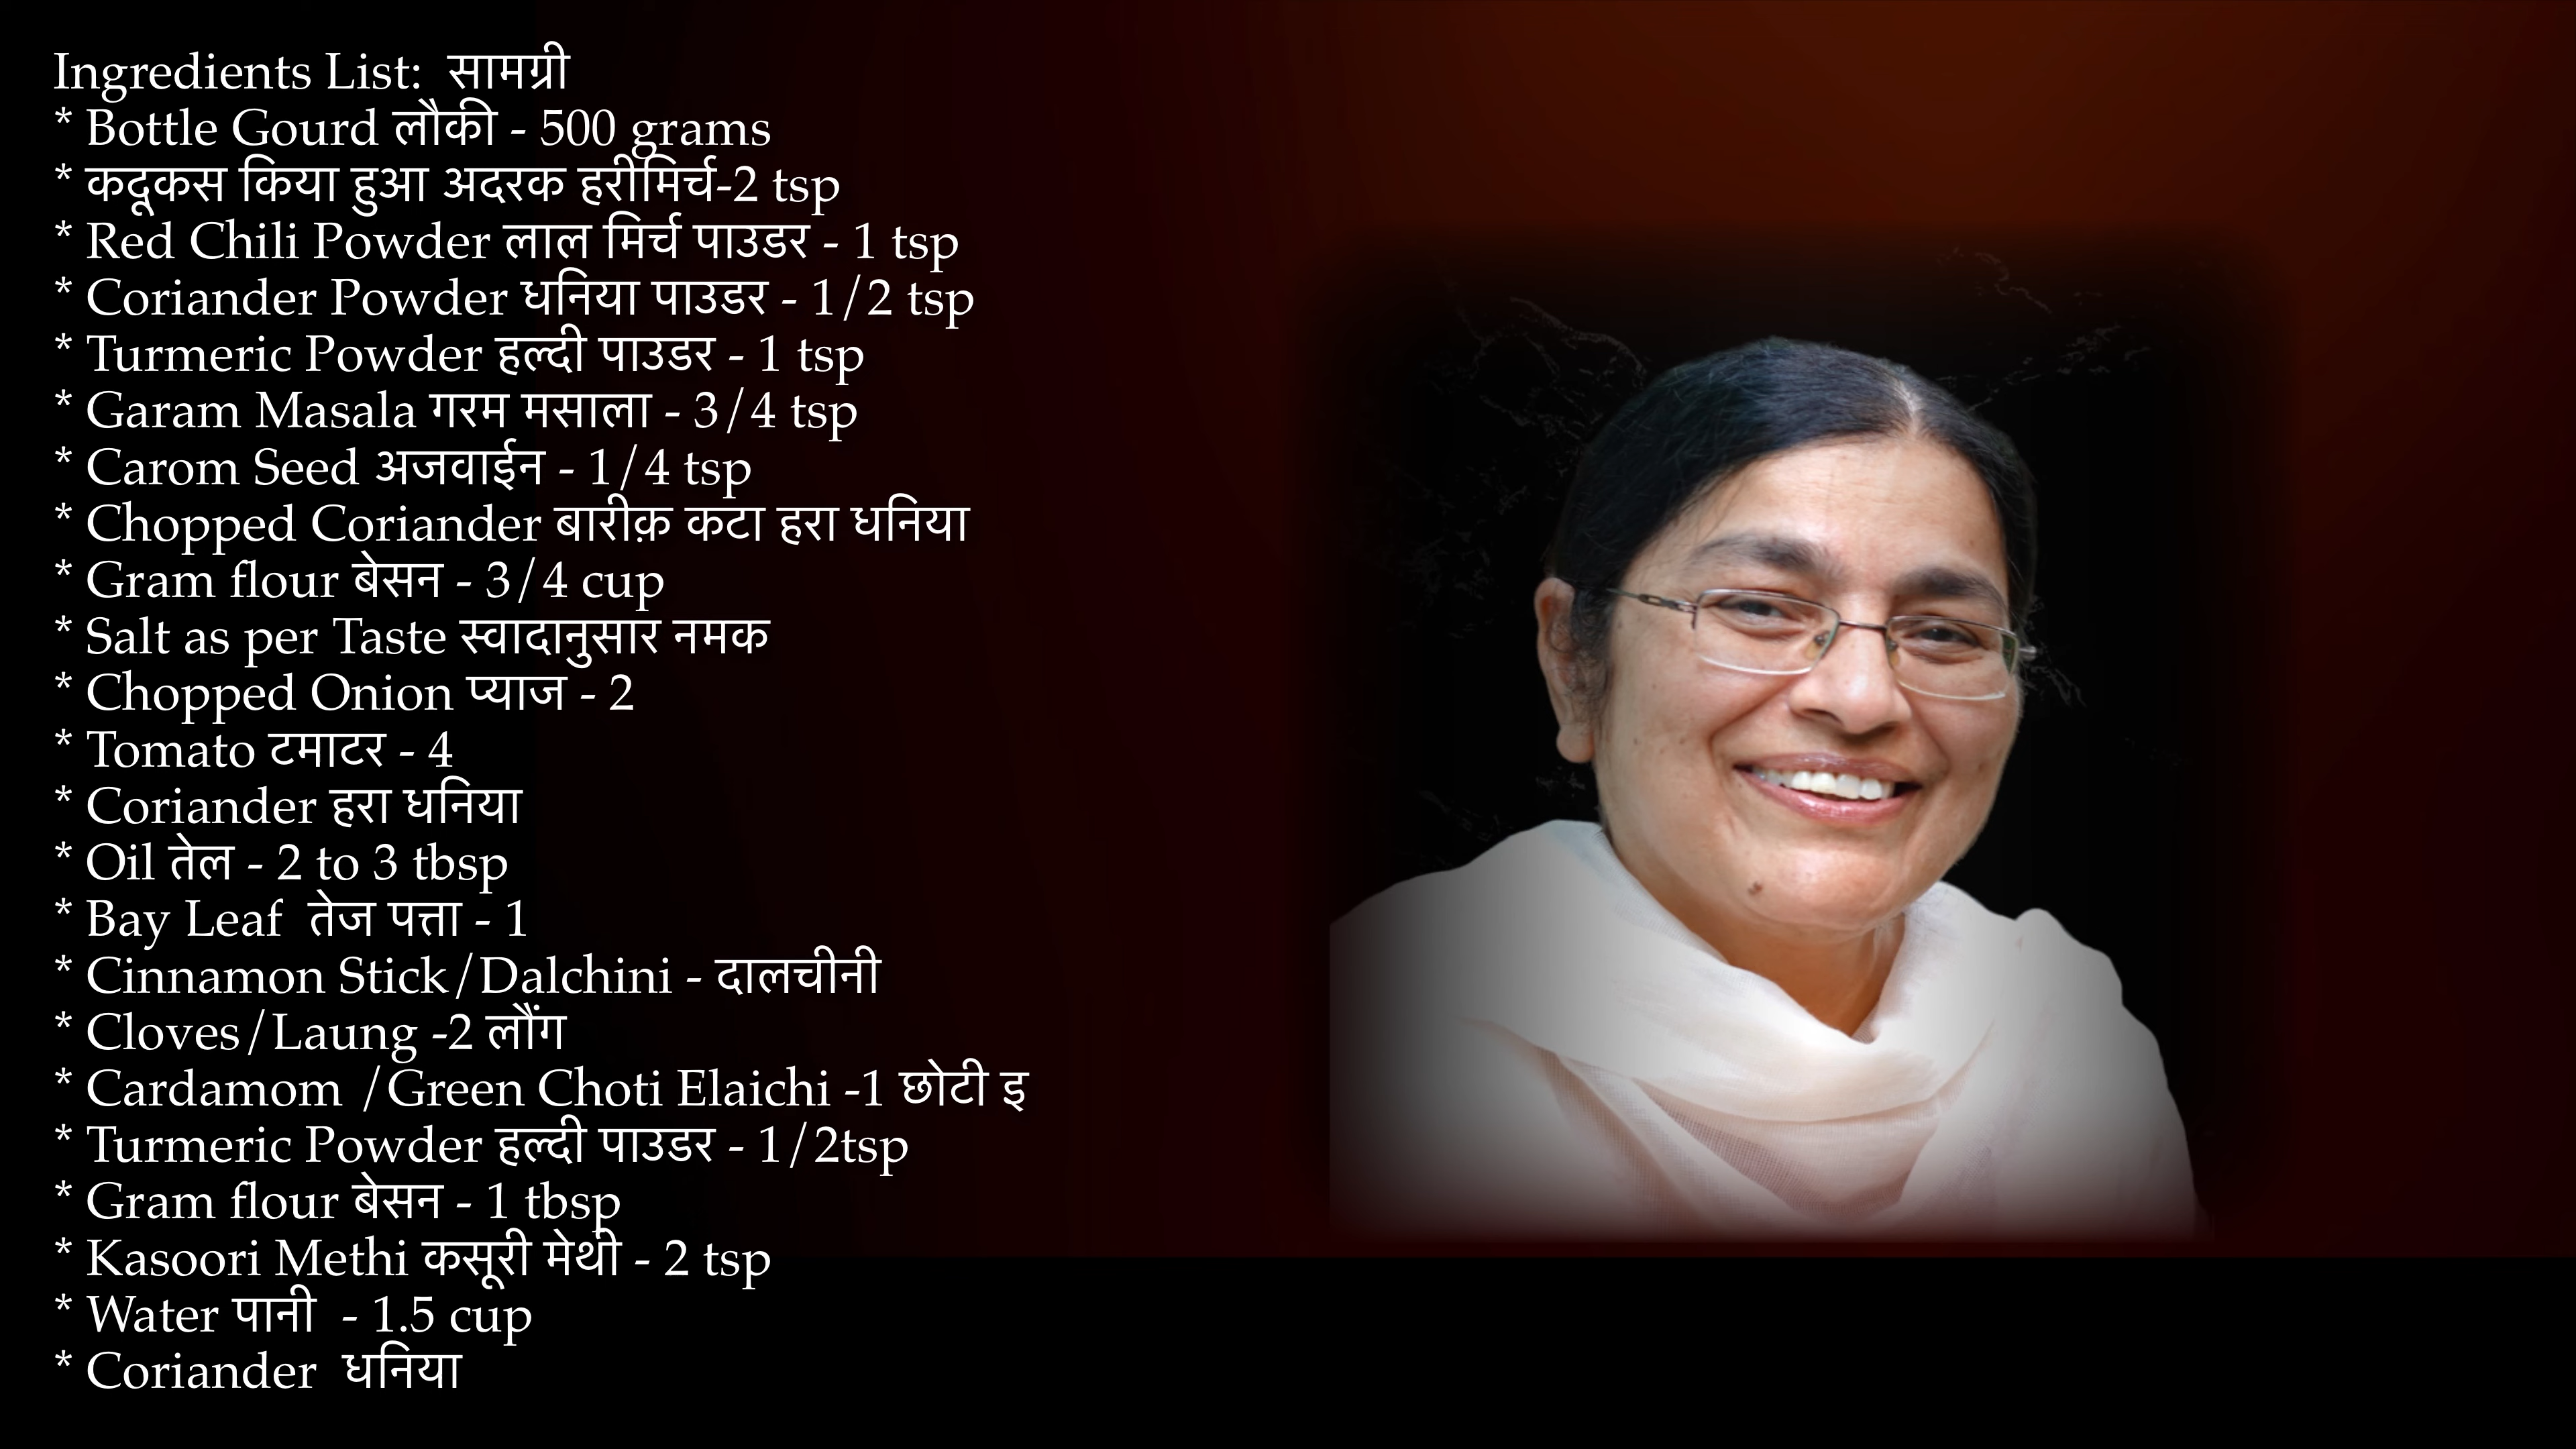 Ingredients List: सामग्री
* Bottle Gourd लौकी - 500 grams
* कदूकस किया हुआ अदरक हरीमिर्च-2 tsp
* Red Chili Powder लाल मिर्च पाउडर - 1 tsp
* Coriander Powder धनिया पाउडर - 1/2 tsp
* Turmeric Powder हल्दी पाउडर - 1 tsp
* Garam Masala गरम मसाला - 3/4 tsp
* Carom Seed अजवाईन - 1/4 tsp
* Chopped Coriander बारीक़ कटा हरा धनिया
* Gram flour बेसन - 3/4 cup
* Salt as per Taste स्वादानुसार नमक
* Chopped Onion प्याज - 2
* Tomato टमाटर - 4
* Coriander हरा धनिया
* Oil तेल - 2 to 3 tbsp
* Bay Leaf तेज पत्ता - 1
* Cinnamon Stick/Dalchini - दालचीनी
* Cloves/Laung -2 लौंग
* Cardamom /Green Choti Elaichi -1 छोटी इ
* Turmeric Powder हल्दी पाउडर - 1/2tsp
* Gram flour बेसन - 1 tbsp
* Kasoori Methi कसूरी मेथी - 2 tsp
* Water पानी - 1.5 cup
* Coriander धनिया